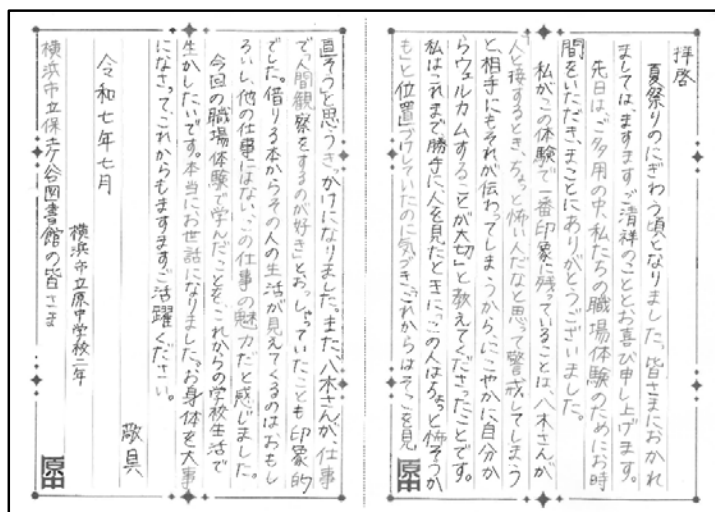 拝啓
夏祭りのにぎわう頃となりました。皆さまにおかれ
ましては、ますますご清祥のこととお喜び申し上げます。
先日は、ご多用の中、私たちの職場体験のためにお時
間をいただき、まことにありがとうございました。
私がこの体験で一番印象に残っていることは、八木さんが
人と接するとき、ちょっと怖い人だなと思って警戒してしまう
と、相手にもそれが伝わってしまうから、にこやかに自分か
らウェルカムすることが大切」と教えてくださったことです。
私はこれまで、勝手に、人を見たときに「この人はちょっと怖そうか
も」と位置づけしていたのに気づき、これからはそこを見
直そうと思うきっかけになりました。また、八木さんが、仕事
で「人間観察をするのが好き」とおっしゃっていたことも印象的
でした。借りる本からその人の生活が見えてくるのはおもし
ろいし、他の仕事にはない、この仕事の魅力だと感じました。
今回の職場体験で学んだことを、これからの学校生活で
生かしたいです。本当にお世話になりました。お身体を大事
になさって、これからもますますご活躍ください。
敬具
令和七年七月
横浜市立原中学校二年
横浜市立保土ケ谷図書館の皆さま
原中
原中